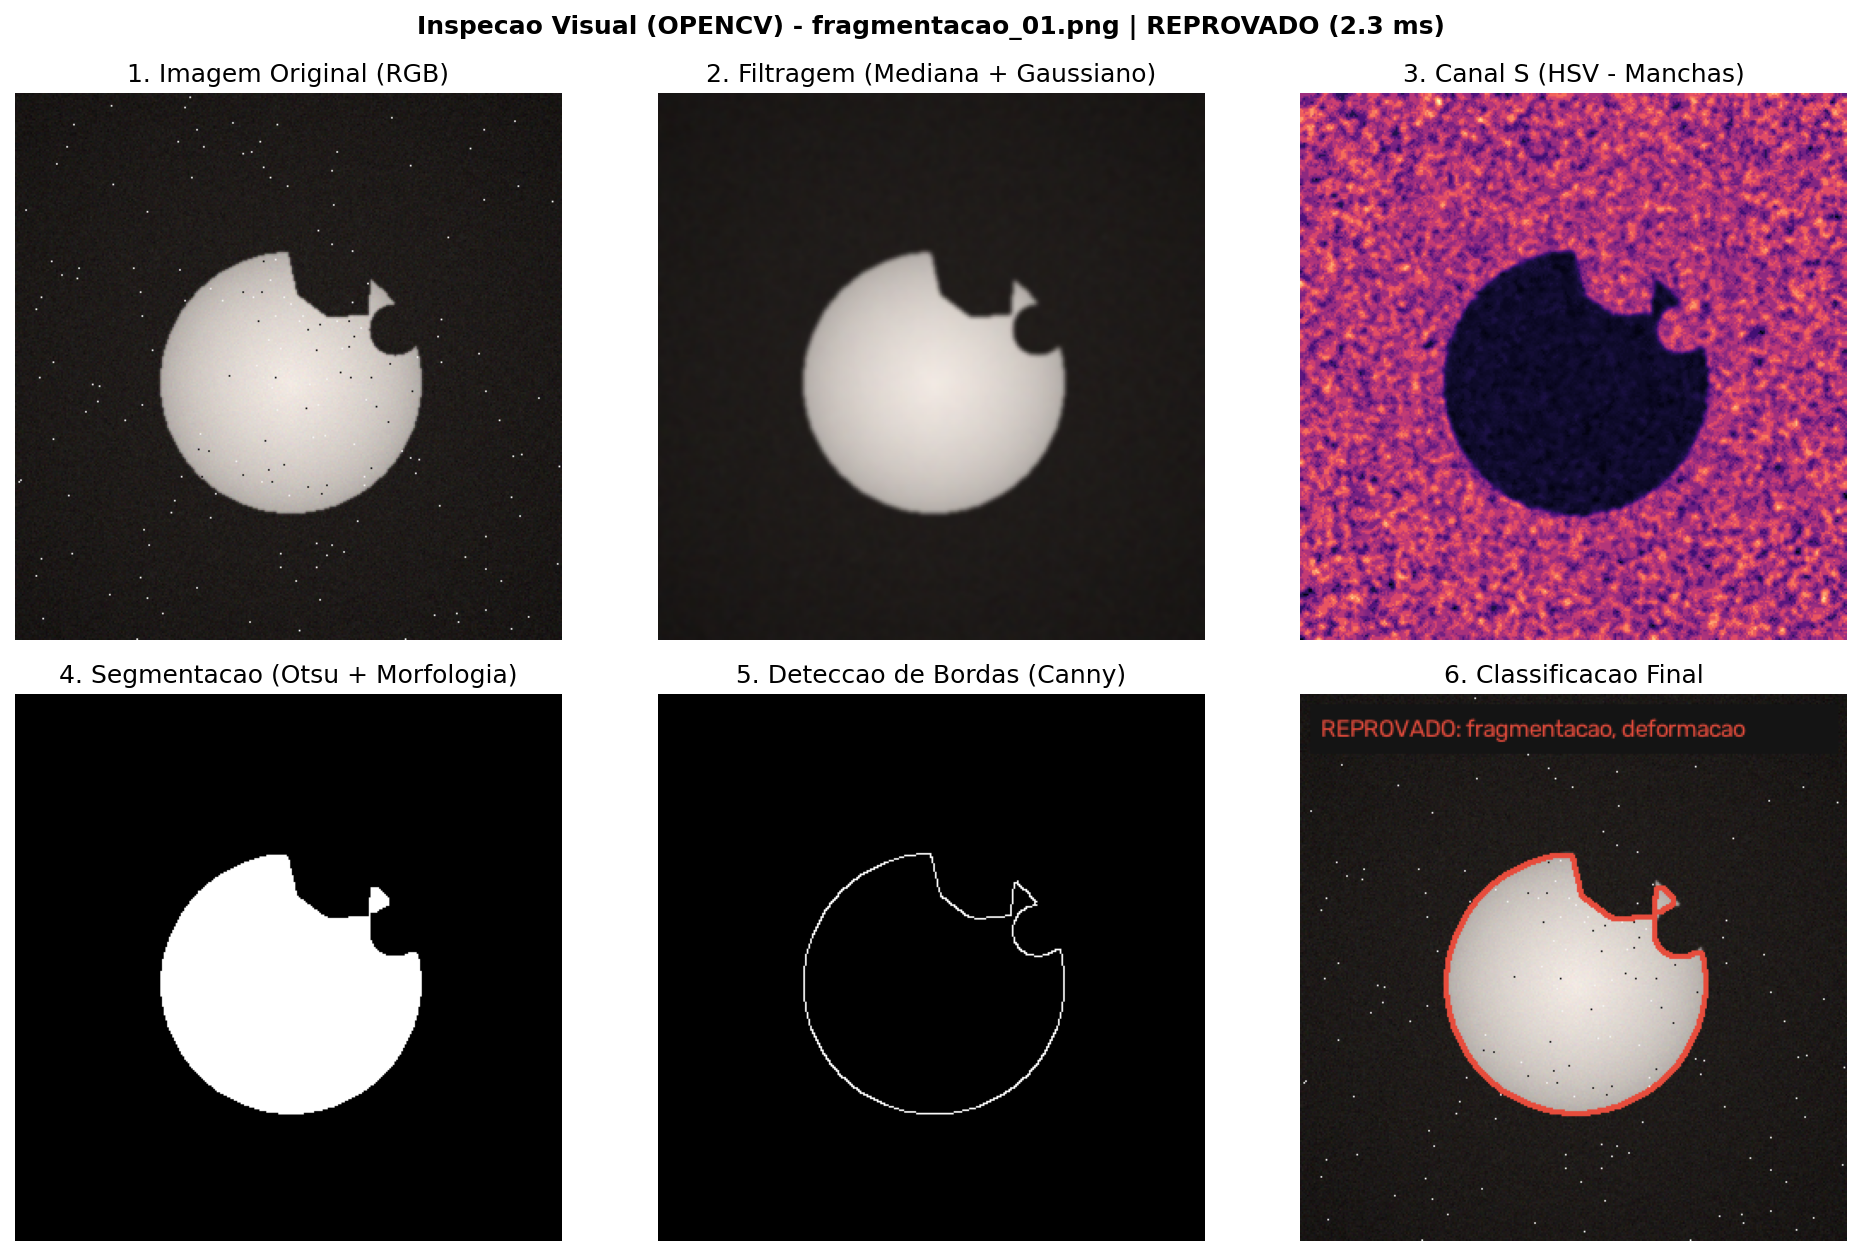 Inspecao Visual (OPENCV) - fragmentacao_01.png | REPROVADO (2.3 ms)
1. Imagem Original (RGB)
2. Filtragem (Mediana + Gaussiano)
3. Canal S (HSV - Manchas)
4. Segmentacao (Otsu + Morfologia)
5. Deteccao de Bordas (Canny)
6. Classificacao Final
REPROVADO: fragmentacao, deformacao